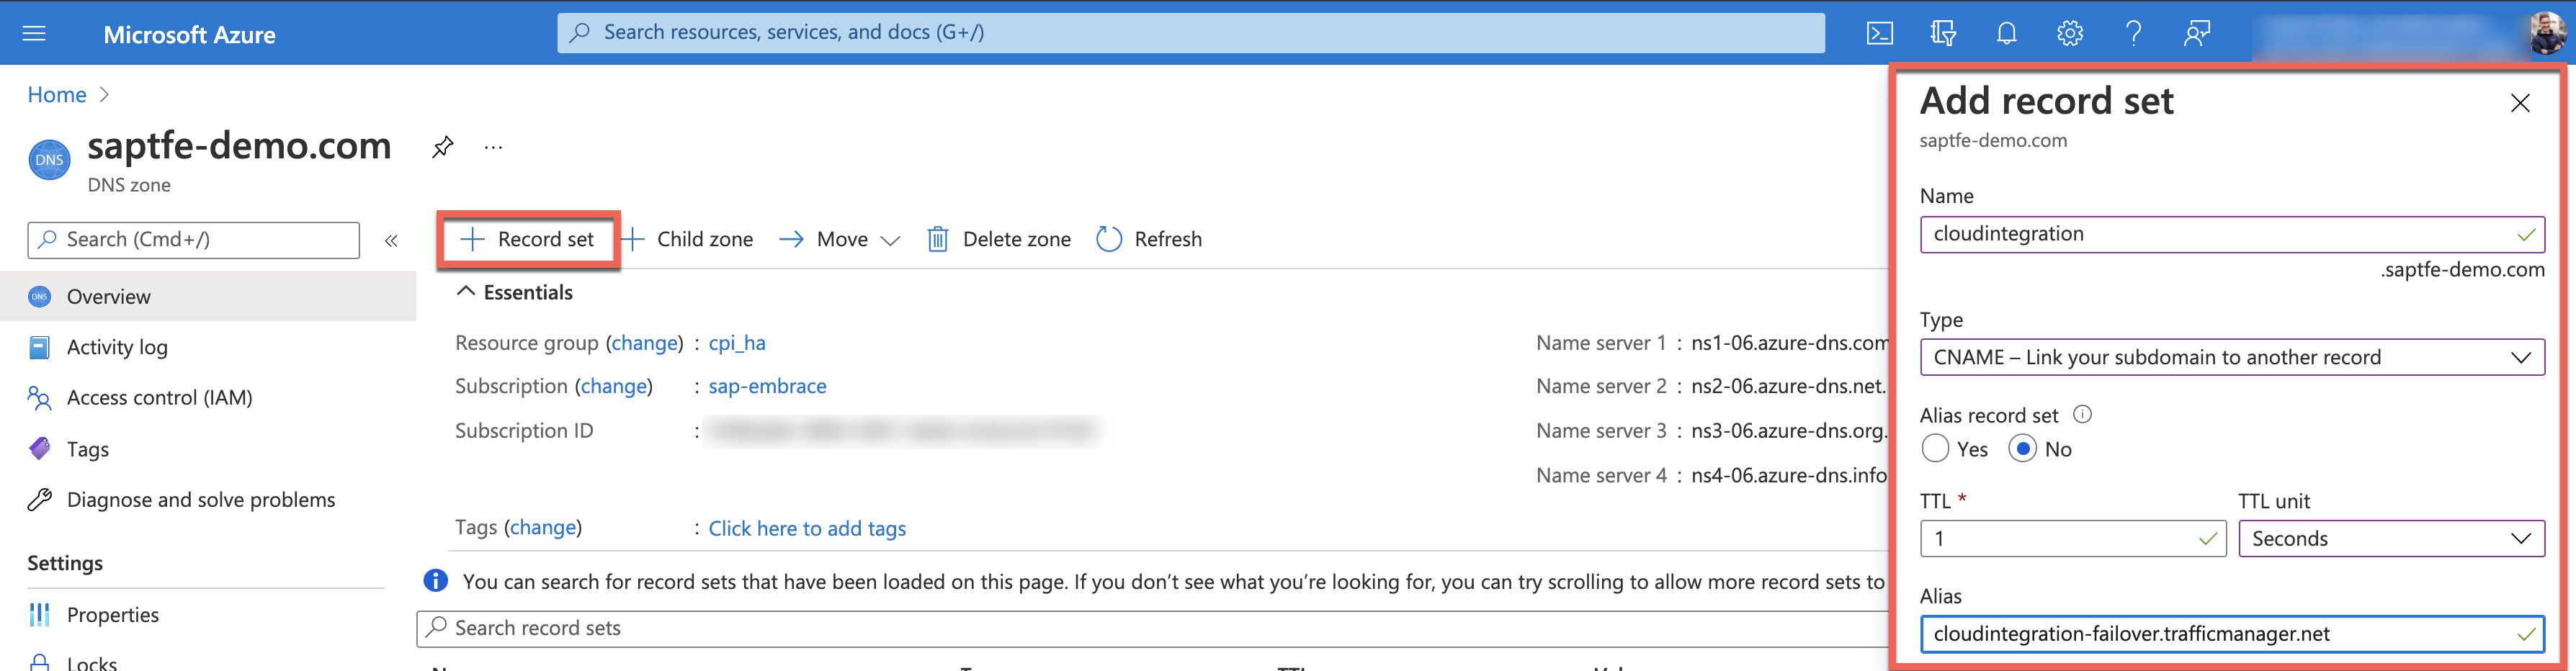 Microsoft Azure
Search resources, services, and docs (G+/)
Home
DNS
saptfe-demo.com
...
DNS zone
Search (Cmd+/)
«
Record set
Child zone
Move
Delete zone
Refresh
DNS
Overview
Activity log
Access control (IAM)
Tags
Diagnose and solve problems
Settings
Properties
Locks
Essentials
Resource group (change) : cpi_ha
Subscription (change) : sap-embrace
Subscription ID :
Tags (change) : Click here to add tags
Name server 1 : ns1-06.azure-dns.com
Name server 2 : ns2-06.azure-dns.net.
Name server 3 : ns3-06.azure-dns.org.
Name server 4 : ns4-06.azure-dns.info
You can search for record sets that have been loaded on this page. If you don't see what you're looking for, you can try scrolling to allow more record sets to
Search record sets
Add record set
saptfe-demo.com
Name
cloudintegration
.saptfe-demo.com
Type
CNAME – Link your subdomain to another record
Alias record set
Yes No
TTL * TTL unit
1 Seconds
Alias
cloudintegration-failover.trafficmanager.net